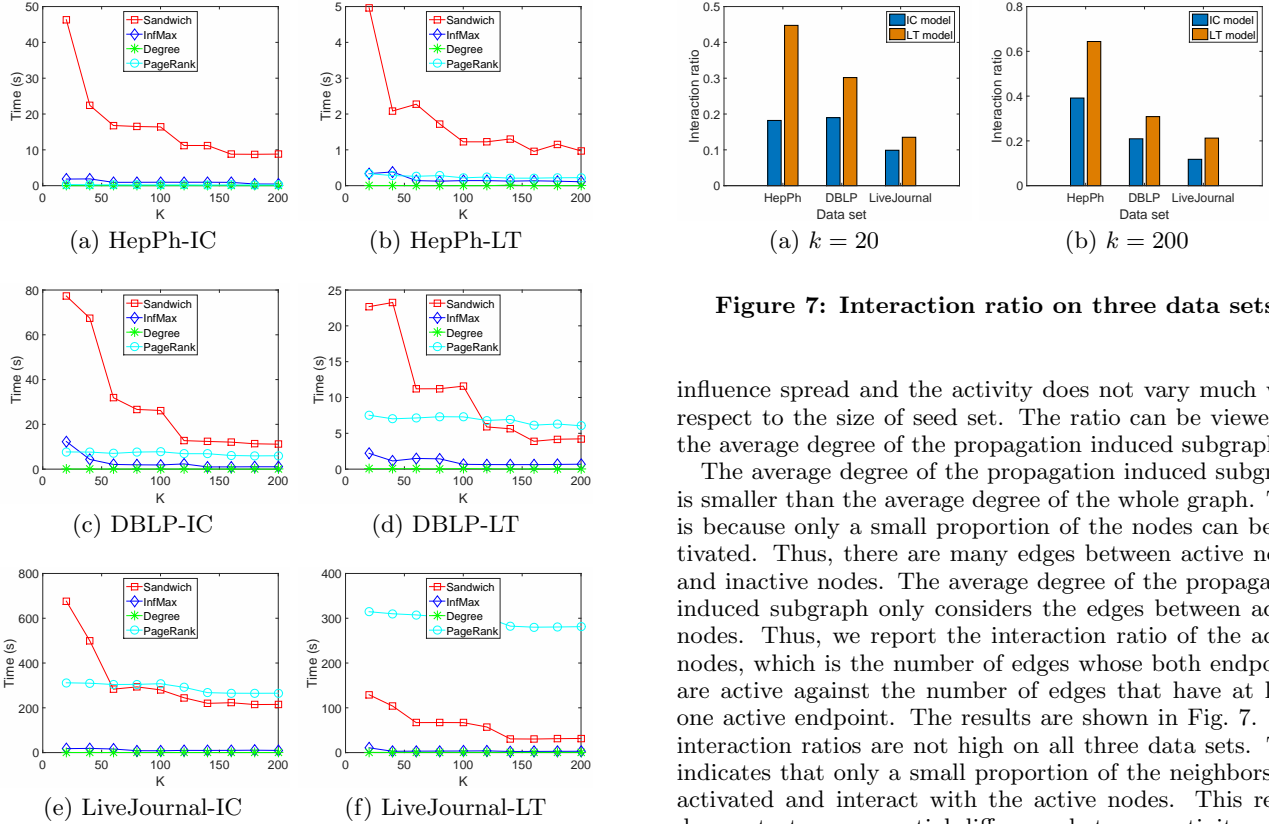 50
40
30
20
10
0
Time (s)
Sandwich
InfMax
Degree
PageRank
0 50 100 150 200
K
(a) HepPh-IC
5
4
3
2
1
0
Time (s)
Sandwich
InfMax
Degree
PageRank
0 50 100 150 200
K
(b) HepPh-LT
80
60
40
20
0
Time (s)
Sandwich
InfMax
Degree
PageRank
0 50 100 150 200
K
(c) DBLP-IC
25
20
15
10
5
0
Time (s)
Sandwich
InfMax
Degree
PageRank
0 50 100 150 200
K
(d) DBLP-LT
800
600
400
200
0
Time (s)
Sandwich
InfMax
Degree
PageRank
0 50 100 150 200
K
(e) LiveJournal-IC
400
300
200
100
0
Time (s)
Sandwich
InfMax
Degree
PageRank
0 50 100 150 200
K
(f) LiveJournal-LT
0.5
0.4
0.3
0.2
0.1
0
Interaction ratio
IC model
LT model
HepPh DBLP LiveJournal
Data set
(a) k = 20
0.8
0.6
0.4
0.2
0
Interaction ratio
IC model
LT model
HepPh DBLP LiveJournal
Data set
(b) k = 200
Figure 7: Interaction ratio on three data sets
influence spread and the activity does not vary much
respect to the size of seed set. The ratio can be viewe
the average degree of the propagation induced subgraph
The average degree of the propagation induced subgr
is smaller than the average degree of the whole graph.
is because only a small proportion of the nodes can be
tivated. Thus, there are many edges between active no
and inactive nodes. The average degree of the propaga
induced subgraph only considers the edges between ac
nodes. Thus, we report the interaction ratio of the ac
nodes, which is the number of edges whose both endpo
are active against the number of edges that have at l
one active endpoint. The results are shown in Fig. 7.
interaction ratios are not high on all three data sets.
indicates that only a small proportion of the neighbors
activated and interact with the active nodes. This re